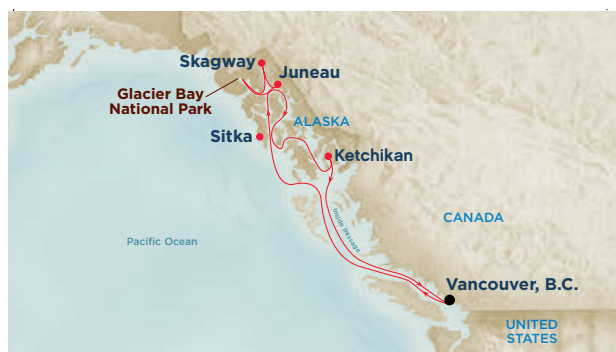 Skagway
Juneau
Glacier Bay
National Park
ALASKA
Sitka
Ketchikan
Inside passage
CANADA
Pacific Ocean
Vancouver, B.C.
UNITED
STATES